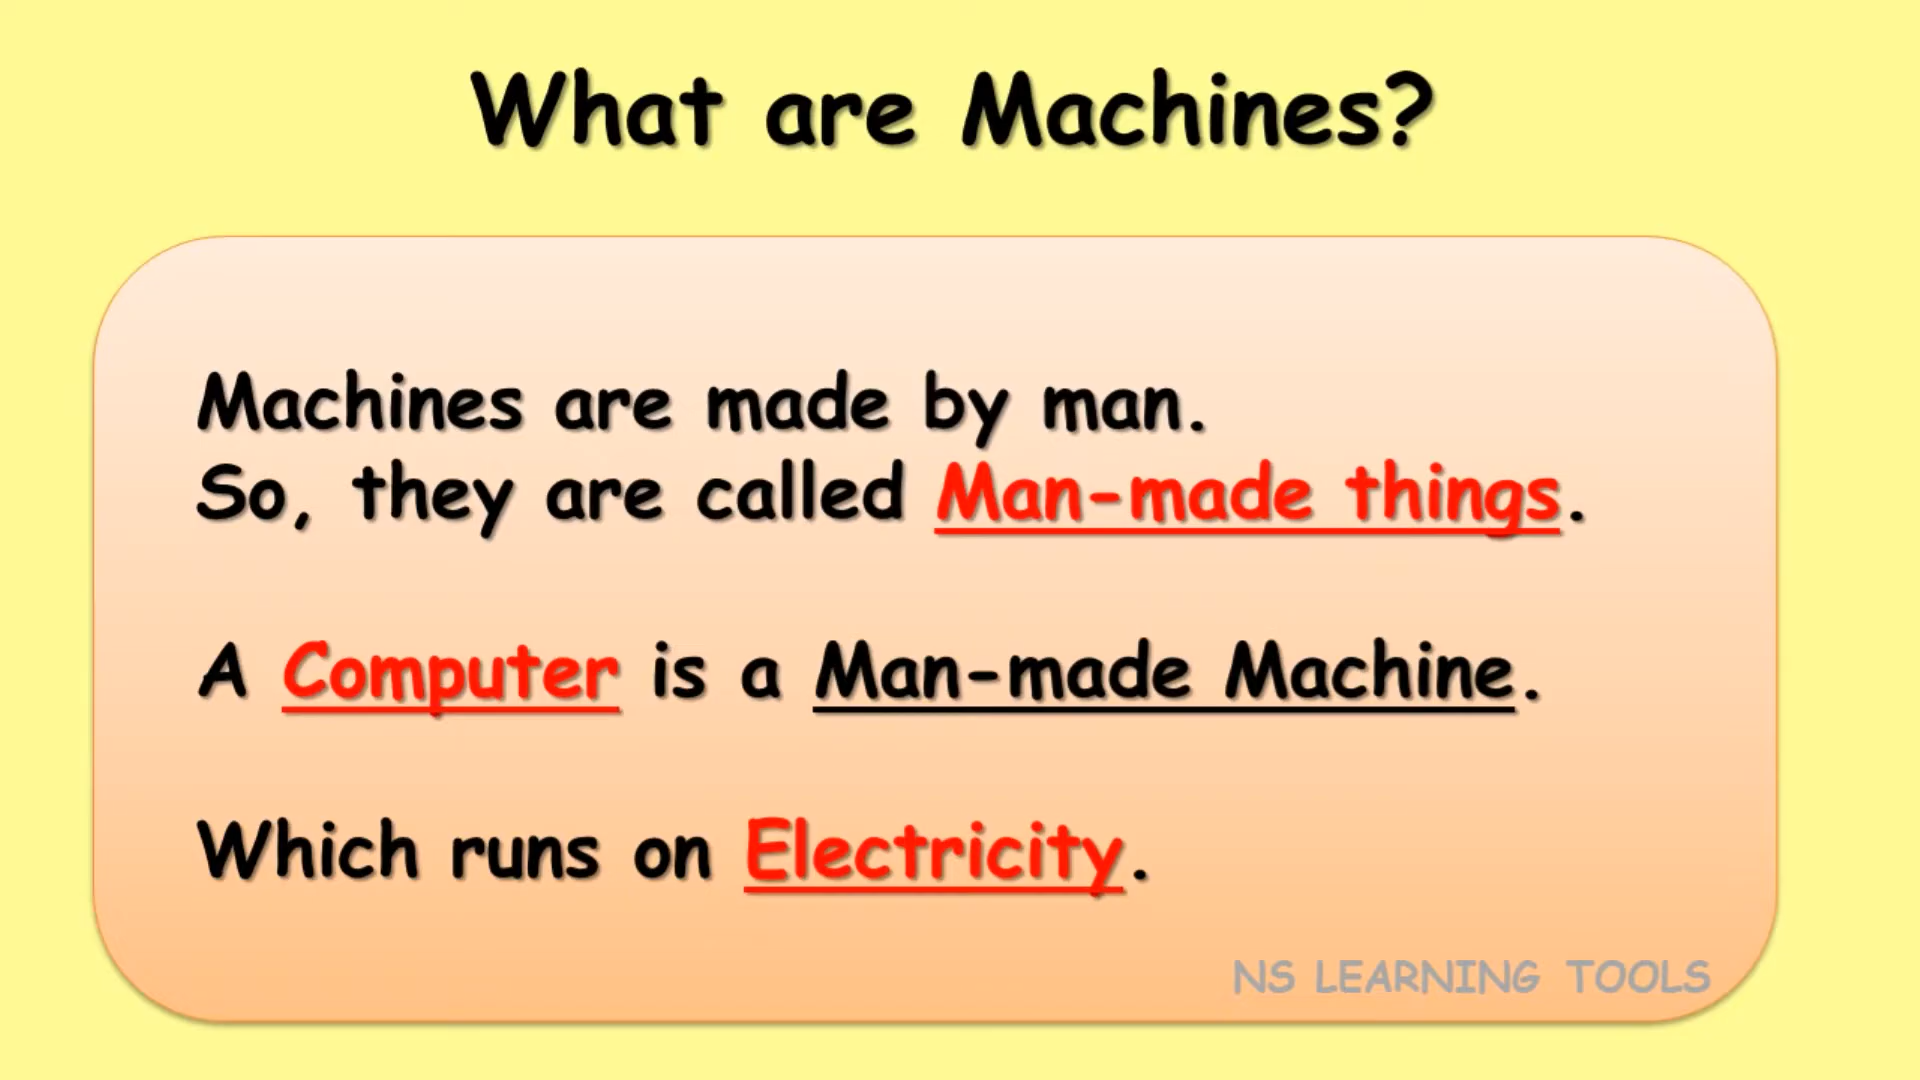 What are Machines?
Machines are made by man.
So, they are called Man-made things.
A Computer is a Man-made Machine.
Which runs on Electricity.
NS LEARNING TOOLS